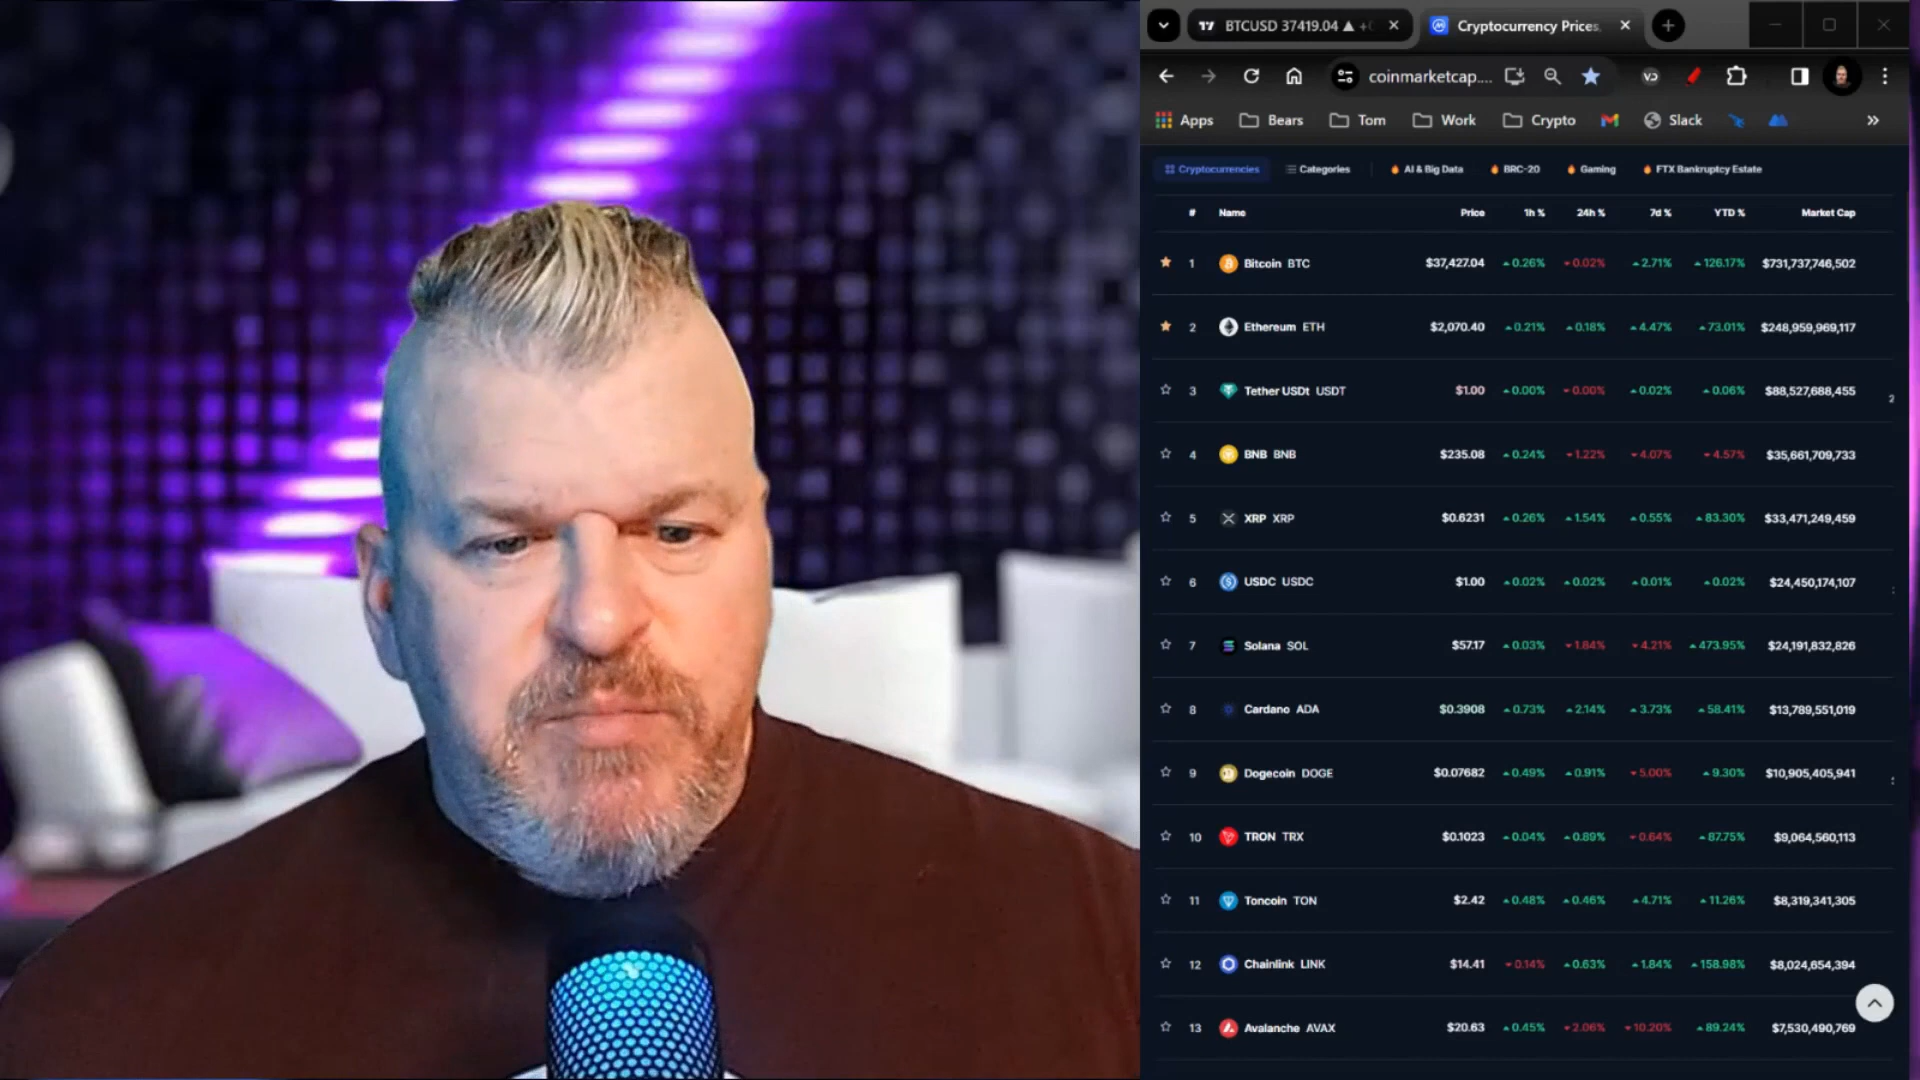 BTCUSD 37419.04 ▲
Cryptocurrency Prices,
coinmarketcap....
Apps Bears Tom Work Crypto Slack »
Cryptocurrencies Categories AI & Big Data BRC-20 Gaming FTX Bankruptcy Estate
# Name Price 1h % 24h % 7d % YTD % Market Cap
1 Bitcoin BTC $37,427.04 0.26% 0.02% 2.71% 126.17% $731,737,746,502
2 Ethereum ETH $2,070.40 0.21% 0.18% 4.47% 73.01% $248,959,969,117
3 Tether USDt USDT $1.00 0.00% 0.00% 0.02% 0.06% $88,527,688,455
4 BNB BNB $235.08 0.24% 1.22% 4.07% 4.57% $35,661,709,733
5 XRP XRP $0.6231 0.26% 1.54% 0.55% 83.30% $33,471,249,459
6 USDC USDC $1.00 0.02% 0.02% 0.01% 0.02% $24,450,174,107
7 Solana SOL $57.17 0.03% 1.84% 4.21% 473.95% $24,191,832,826
8 Cardano ADA $0.3908 0.73% 2.14% 3.73% 58.41% $13,789,551,019
9 Dogecoin DOGE $0.07682 0.49% 0.91% 5.00% 9.30% $10,905,405,941
10 TRON TRX $0.1023 0.04% 0.89% 0.64% 87.75% $9,064,560,113
11 Toncoin TON $2.42 0.48% 0.46% 4.71% 11.26% $8,319,341,305
12 Chainlink LINK $14.41 0.14% 0.63% 1.84% 158.98% $8,024,654,394
13 Avalanche AVAX $20.63 0.45% 2.06% 10.20% 89.24% $7,530,490,769